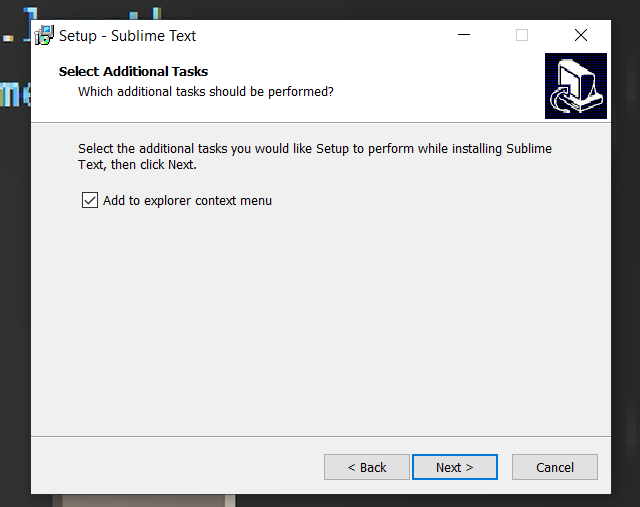 Setup - Sublime Text
Select Additional Tasks
Which additional tasks should be performed?
Select the additional tasks you would like Setup to perform while installing Sublime
Text, then click Next.
Add to explorer context menu
< Back
Next >
Cancel